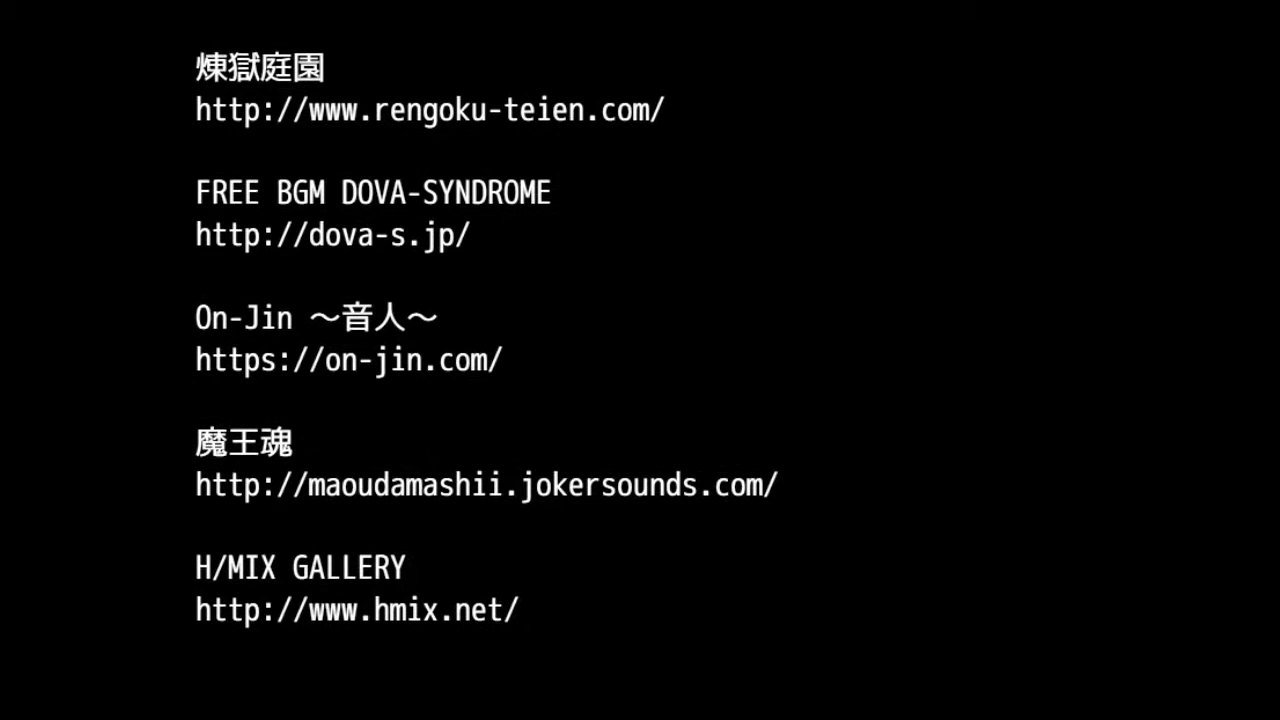 煉獄庭園
http://www.rengoku-teien.com/
FREE BGM DOVA-SYNDROME
http://dova-s.jp/
On-Jin ～音人～
https://on-jin.com/
魔王魂
http://maoudamashii.jokersounds.com/
H/MIX GALLERY
http://www.hmix.net/